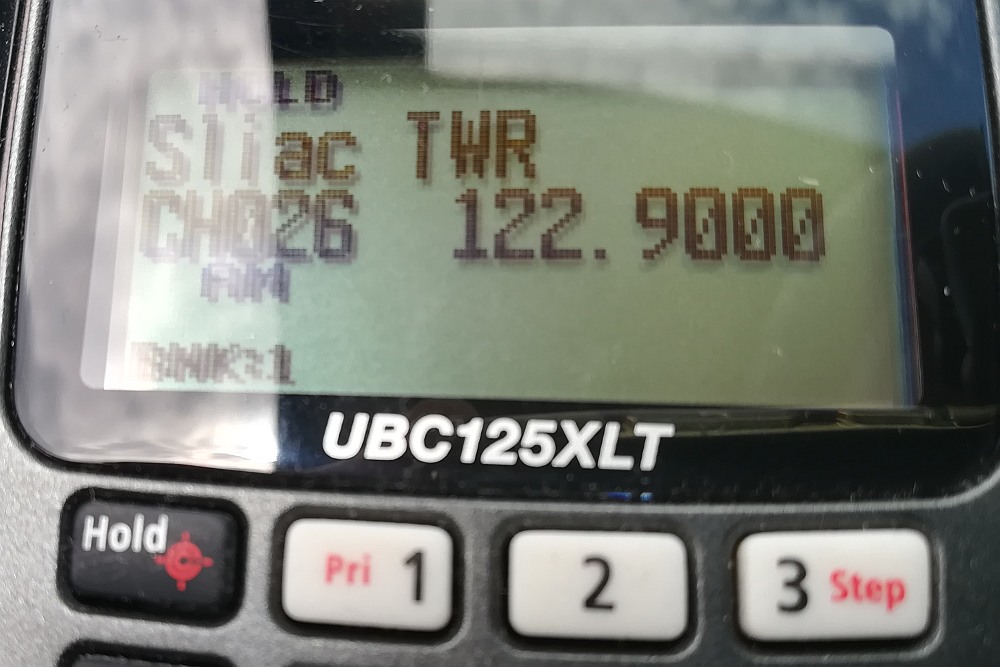 HOLD
Sliac TWR
CH026 122.9000
AM
BNK:1
UBC125XLT
Hold
Pri 1
2
3 Step